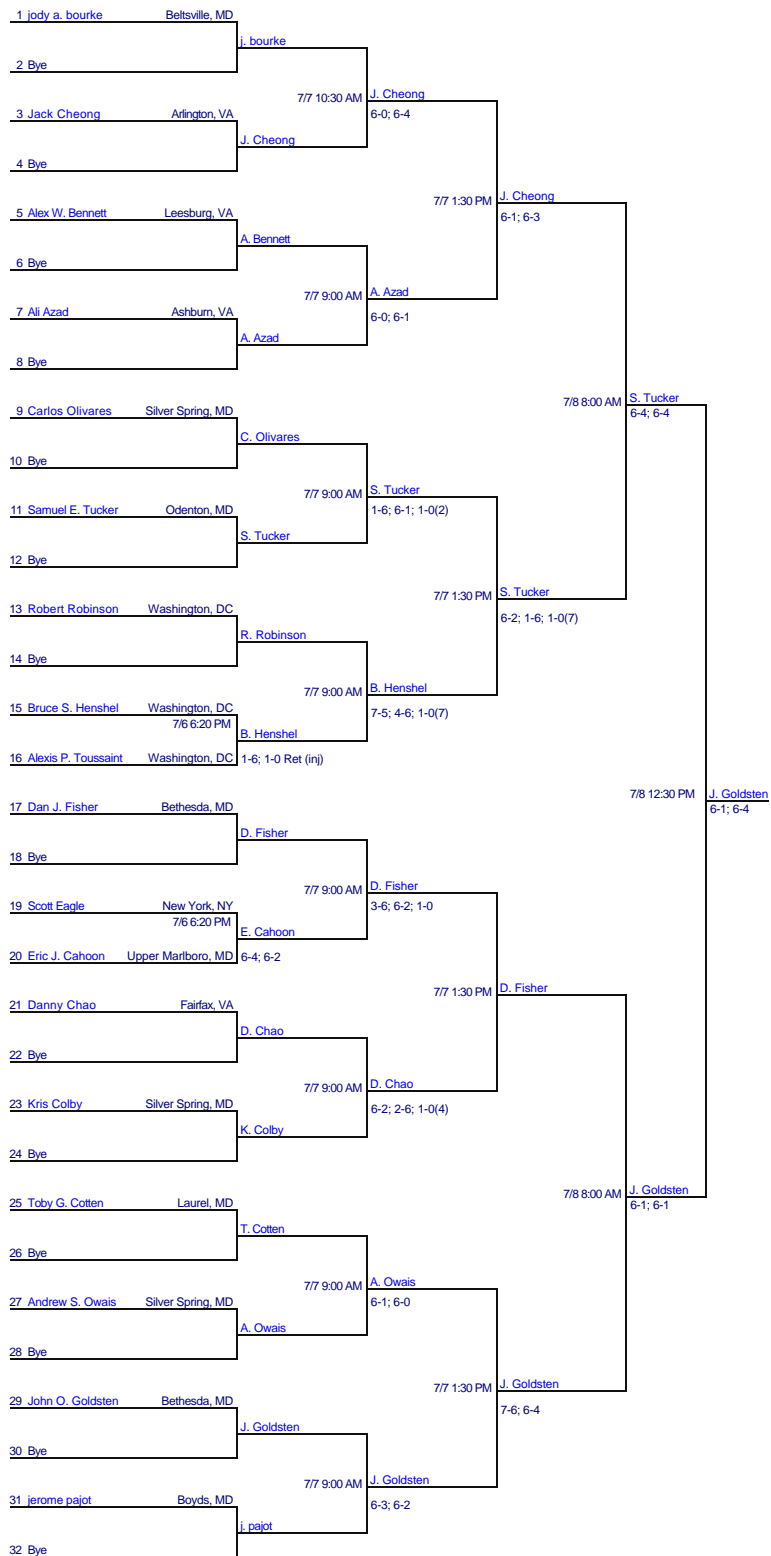 1 jody a. bourke Beltsville, MD
j. bourke
2 Bye
7/7 10:30 AM J. Cheong
6-0; 6-4
3 Jack Cheong Arlington, VA
J. Cheong
4 Bye
7/7 1:30 PM J. Cheong
6-1; 6-3
5 Alex W. Bennett Leesburg, VA
A. Bennett
6 Bye
7/7 9:00 AM A. Azad
6-0; 6-1
7 Ali Azad Ashburn, VA
A. Azad
8 Bye
7/8 8:00 AM S. Tucker
6-4; 6-4
9 Carlos Olivares Silver Spring, MD
C. Olivares
10 Bye
7/7 9:00 AM S. Tucker
1-6; 6-1; 1-0(2)
11 Samuel E. Tucker Odenton, MD
S. Tucker
12 Bye
7/7 1:30 PM S. Tucker
6-2; 1-6; 1-0(7)
13 Robert Robinson Washington, DC
R. Robinson
14 Bye
7/7 9:00 AM B. Henshel
7-5; 4-6; 1-0(7)
15 Bruce S. Henshel Washington, DC
7/6 6:20 PM
B. Henshel
16 Alexis P. Toussaint Washington, DC 1-6; 1-0 Ret (inj)
7/8 12:30 PM J. Goldsten
6-1; 6-4
17 Dan J. Fisher Bethesda, MD
D. Fisher
18 Bye
7/7 9:00 AM D. Fisher
3-6; 6-2; 1-0
19 Scott Eagle New York, NY
7/6 6:20 PM
E. Cahoon
20 Eric J. Cahoon Upper Marlboro, MD 6-4; 6-2
7/7 1:30 PM D. Fisher
21 Danny Chao Fairfax, VA
D. Chao
22 Bye
7/7 9:00 AM D. Chao
6-2; 2-6; 1-0(4)
23 Kris Colby Silver Spring, MD
K. Colby
24 Bye
7/8 8:00 AM J. Goldsten
6-1; 6-1
25 Toby G. Cotten Laurel, MD
T. Cotten
26 Bye
7/7 9:00 AM A. Owais
6-1; 6-0
27 Andrew S. Owais Silver Spring, MD
A. Owais
28 Bye
7/7 1:30 PM J. Goldsten
7-6; 6-4
29 John O. Goldsten Bethesda, MD
J. Goldsten
30 Bye
7/7 9:00 AM J. Goldsten
6-3; 6-2
31 jerome pajot Boyds, MD
j. pajot
32 Bye